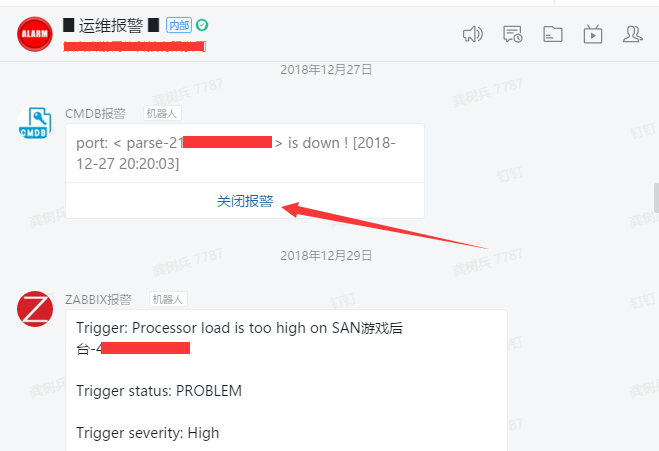 ALARM
运维报警
内部
2018年12月27日
CMDB
CMDB报警 机器人
port: < parse-21 > is down ! [2018-
12-27 20:20:03]
关闭报警
2018年12月29日
ZABBIX报警 机器人
Z
Trigger: Processor load is too high on SAN游戏后
台-4
Trigger status: PROBLEM
Trigger severity: High
龚树兵 7787
钉钉